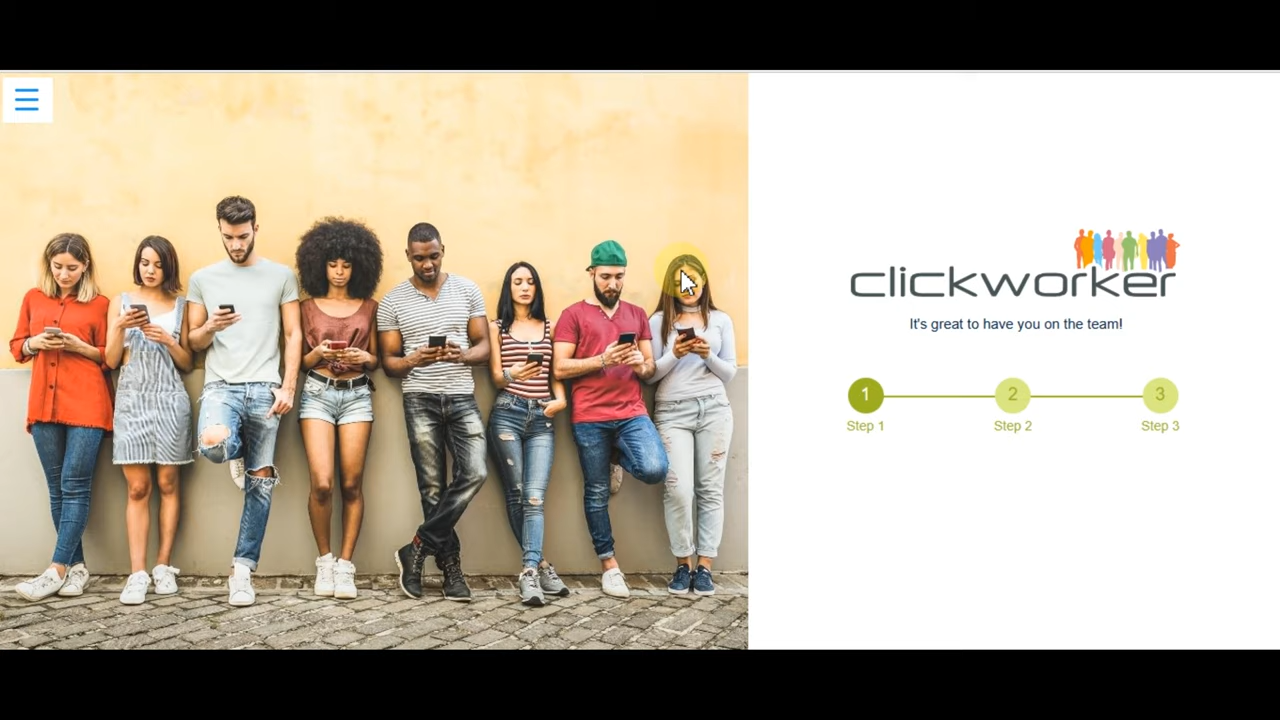 clickworker
It's great to have you on the team!
1 2 3
Step 1 Step 2 Step 3